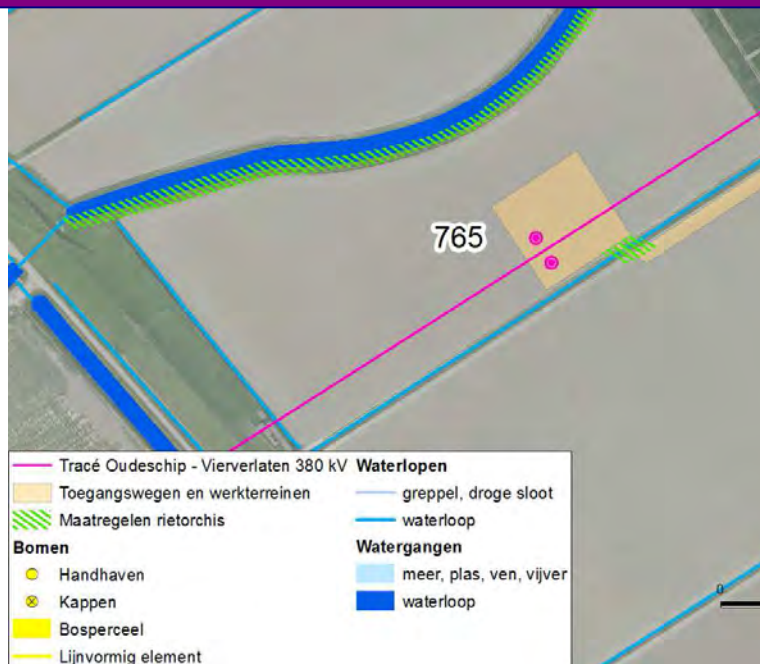 765
Tracé Oudeschip - Vierverlaten 380 kV
Toegangswegen en werkterreinen
Maatregelen rietorchis
Bomen
Handhaven
Kappen
Bosperceel
Lijnvormig element
Waterlopen
greppel, droge sloot
waterloop
Watergangen
meer, plas, ven, vijver
waterloop
0